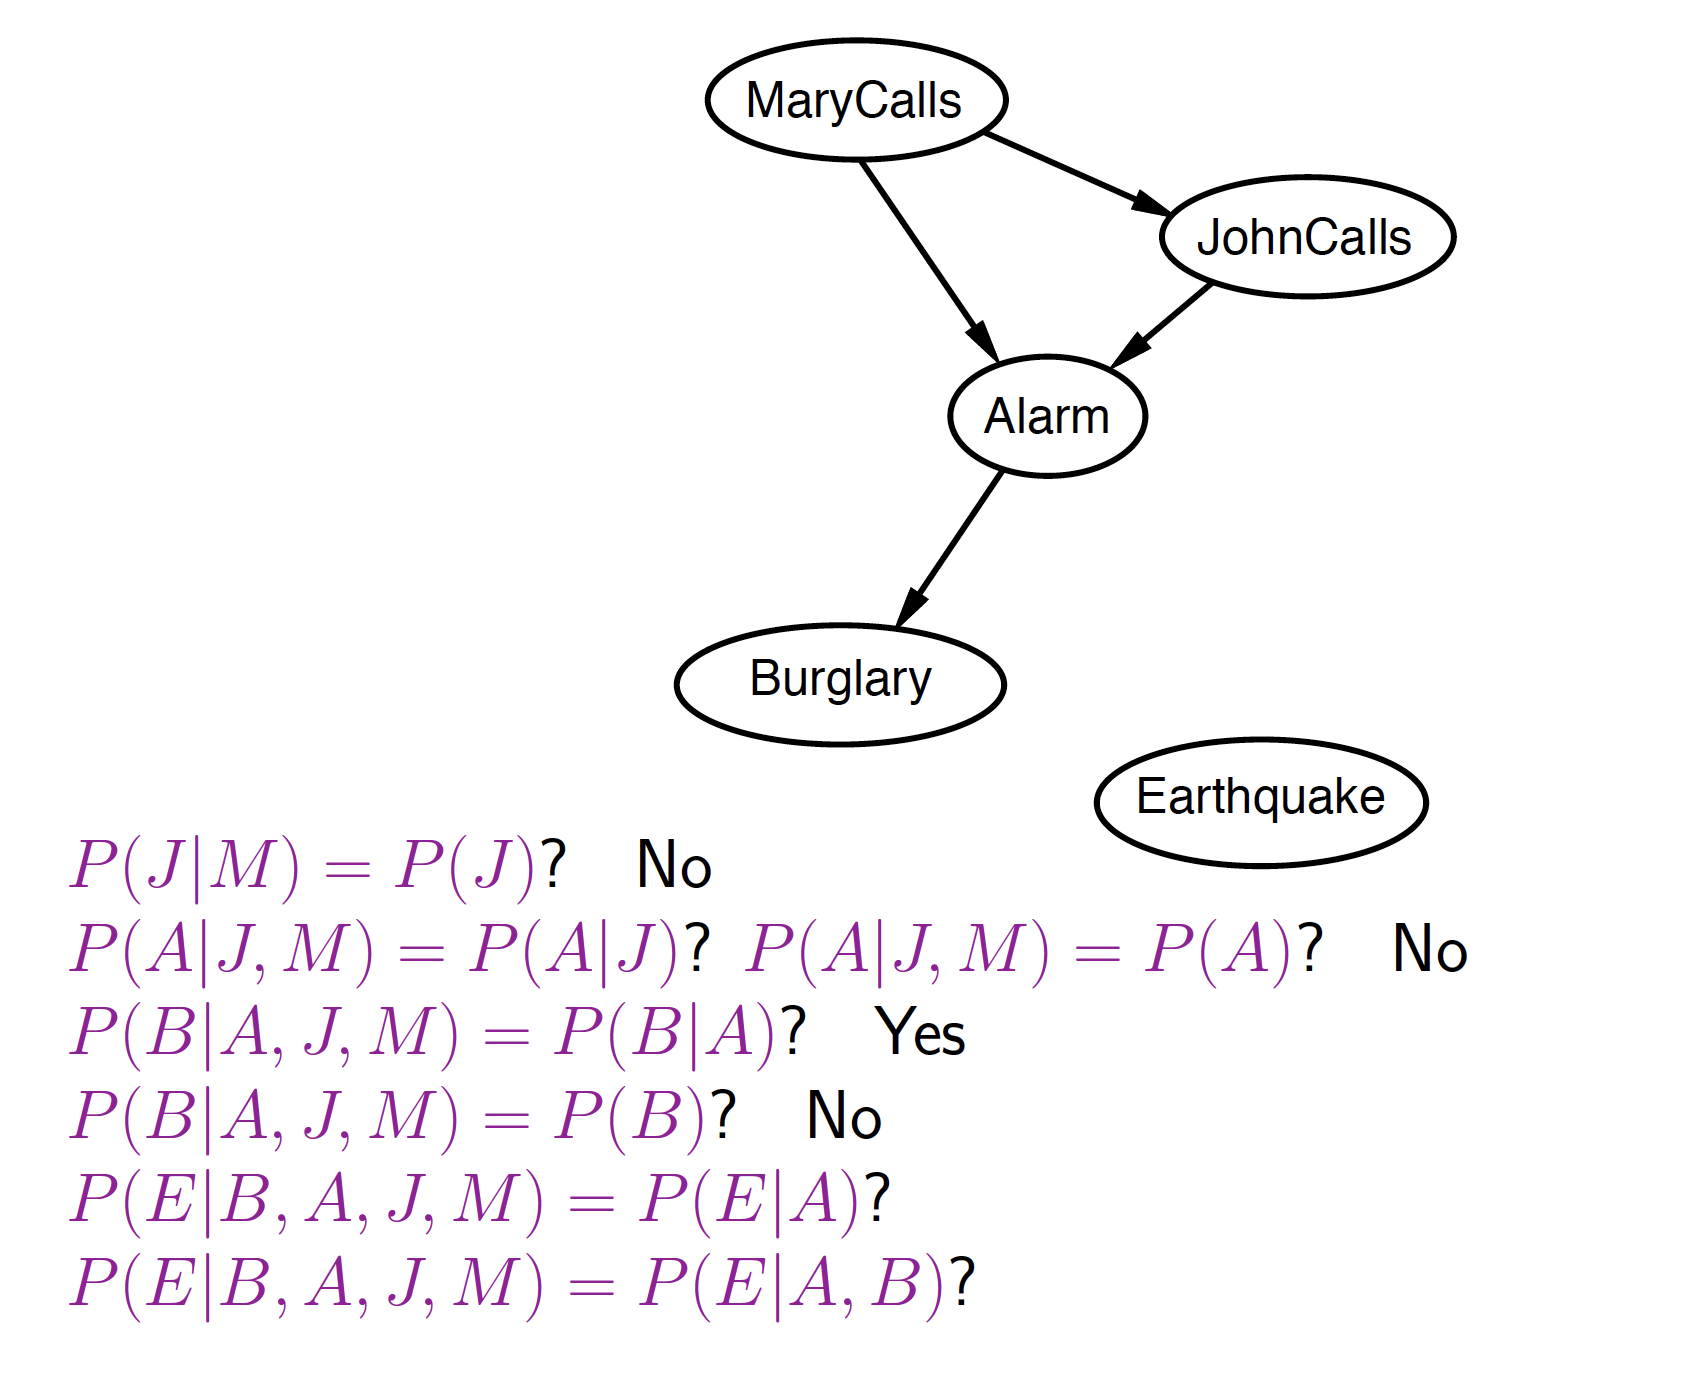 MaryCalls
JohnCalls
Alarm
Burglary
Earthquake
P(J|M) = P(J)? No
P(A|J, M) = P(A|J)? P(A|J, M) = P(A)? No
P(B|A, J, M) = P(B|A)? Yes
P(B|A, J, M) = P(B)? No
P(E|B, A, J, M) = P(E|A)?
P(E|B, A, J, M) = P(E|A, B)?